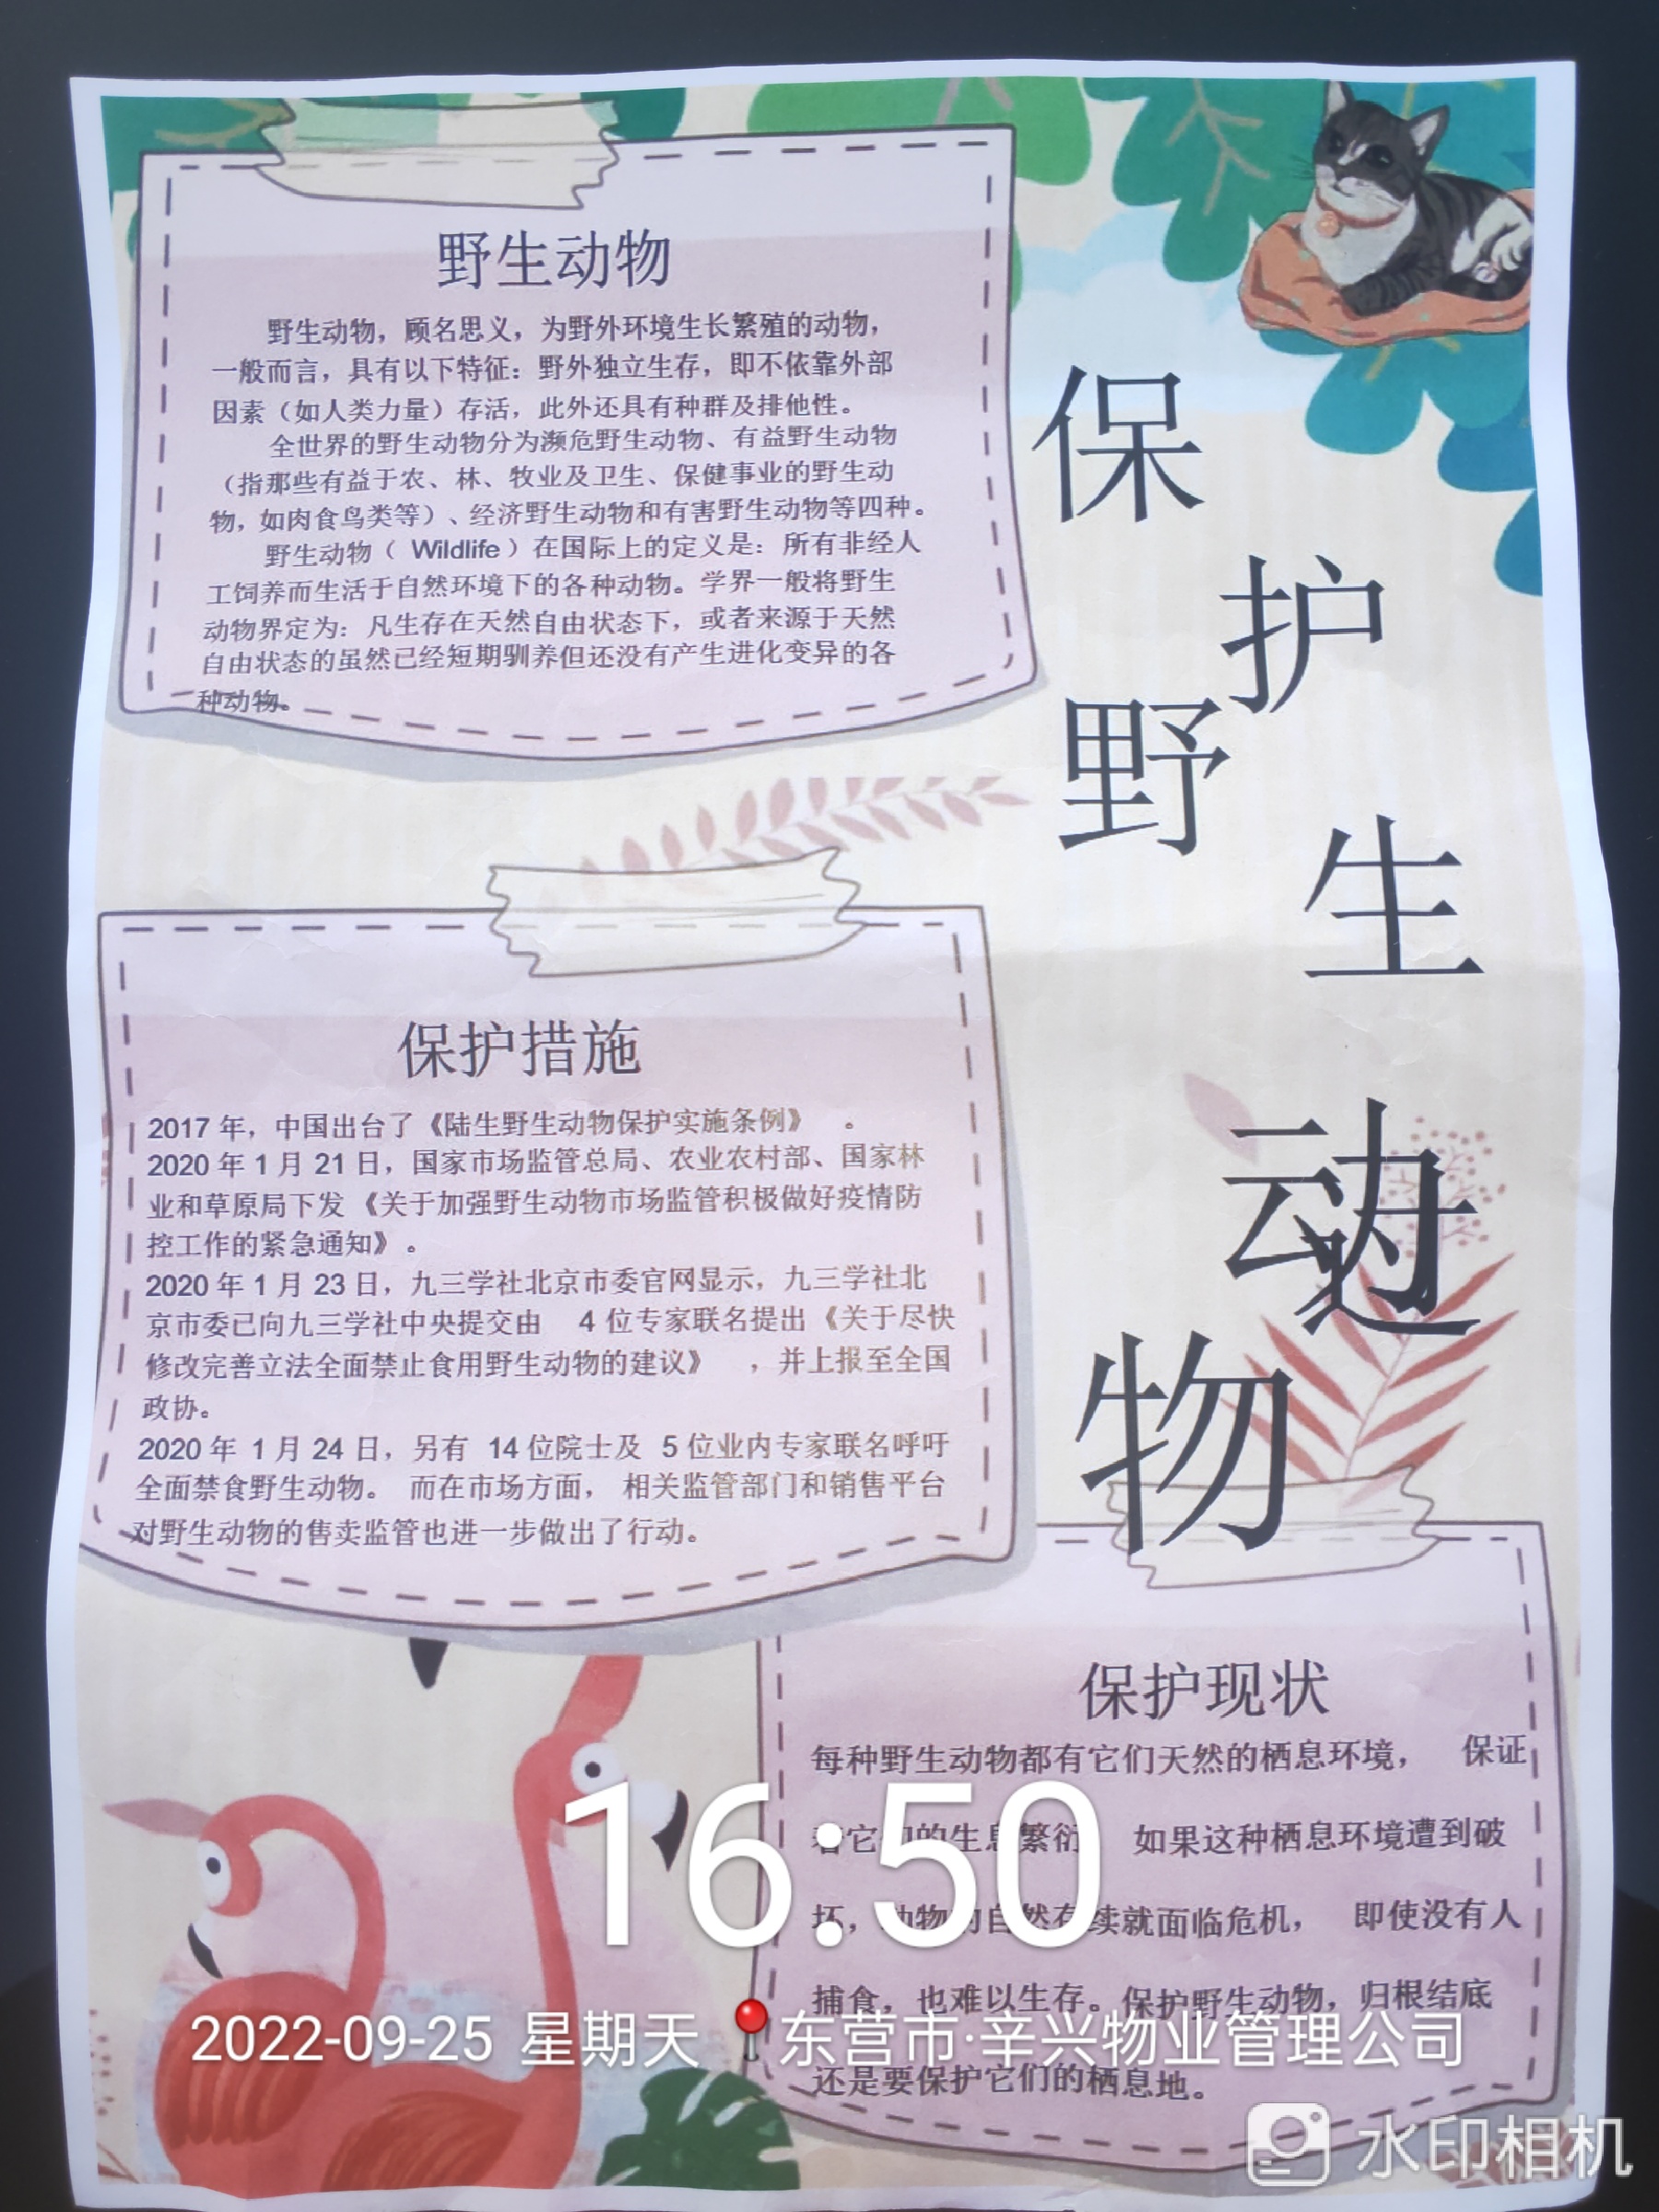 野生动物
野生动物，顾名思义，为野外环境生长繁殖的动物，
一般而言，具有以下特征：野外独立生存，即不依靠外部
因素（如人类力量）存活，此外还具有种群及排他性。
全世界的野生动物分为濒危野生动物、有益野生动物
（指那些有益于农、林、牧业及卫生、保健事业的野生动
物，如肉食鸟类等）、经济野生动物和有害野生动物等四种。
野生动物（ Wildlife ）在国际上的定义是：所有非经人
工饲养而生活于自然环境下的各种动物。学界一般将野生
动物界定为：凡生存在天然自由状态下，或者来源于天然
自由状态的虽然已经短期驯养但还没有产生进化变异的各
种动物。
保
护
野
生
动
物
保护措施
2017 年，中国出台了《陆生野生动物保护实施条例》 。
2020 年 1 月 21 日，国家市场监管总局、农业农村部、国家林
业和草原局下发《关于加强野生动物市场监管积极做好疫情防
控工作的紧急通知》。
2020 年 1 月 23 日，九三学社北京市委官网显示，九三学社北
京市委已向九三学社中央提交由 4 位专家联名提出《关于尽快
修改完善立法全面禁止食用野生动物的建议》 ，并上报至全国
政协。
2020 年 1 月 24 日，另有 14 位院士及 5 位业内专家联名呼吁
全面禁食野生动物。 而在市场方面， 相关监管部门和销售平台
对野生动物的售卖监管也进一步做出了行动。
保护现状
每种野生动物都有它们天然的栖息环境， 保证
着它们的生息繁衍 如果这种栖息环境遭到破
坏，动物的自然存续就面临危机， 即使没有人
捕食，也难以生存。保护野生动物，归根结底
还是要保护它们的栖息地。
16:50
2022-09-25 星期天 东营市·辛兴物业管理公司
水印相机